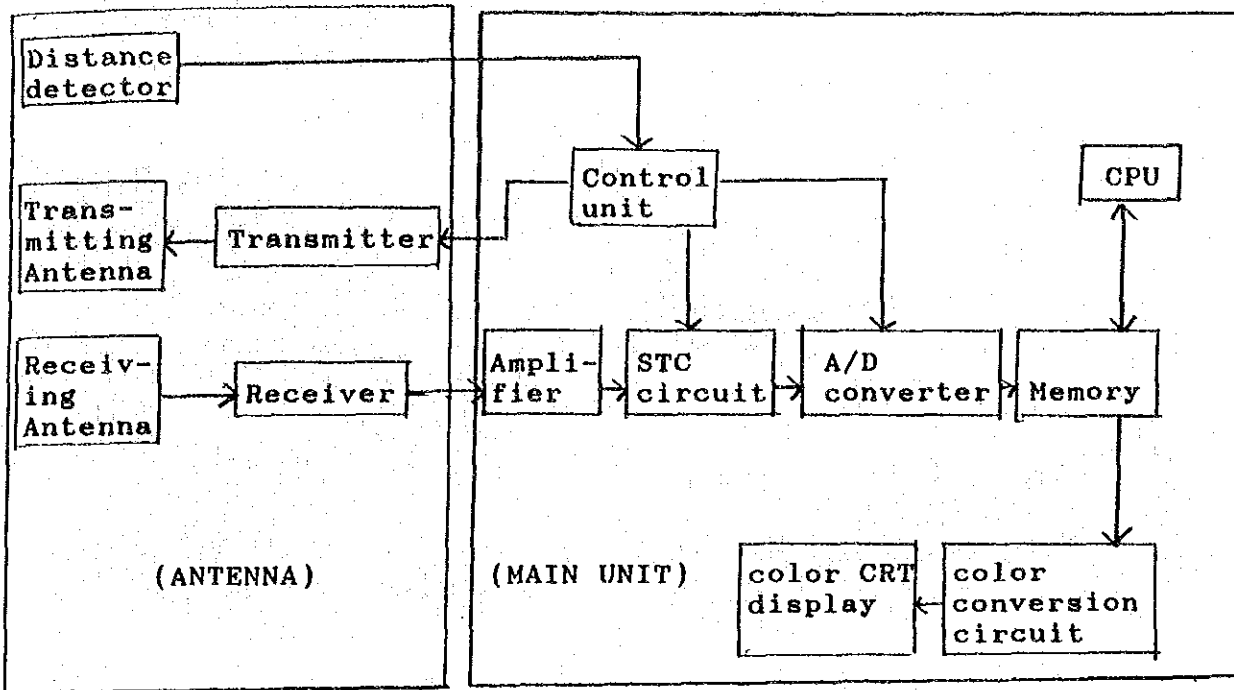 Distance
detector
Control
unit
CPU
Trans-
mitting
Antenna
Transmitter
Receiv-
ing
Antenna
Receiver
Ampli-
fier
STC
circuit
A/D
converter
Memory
(ANTENNA)
(MAIN UNIT)
color CRT
display
color
conversion
circuit